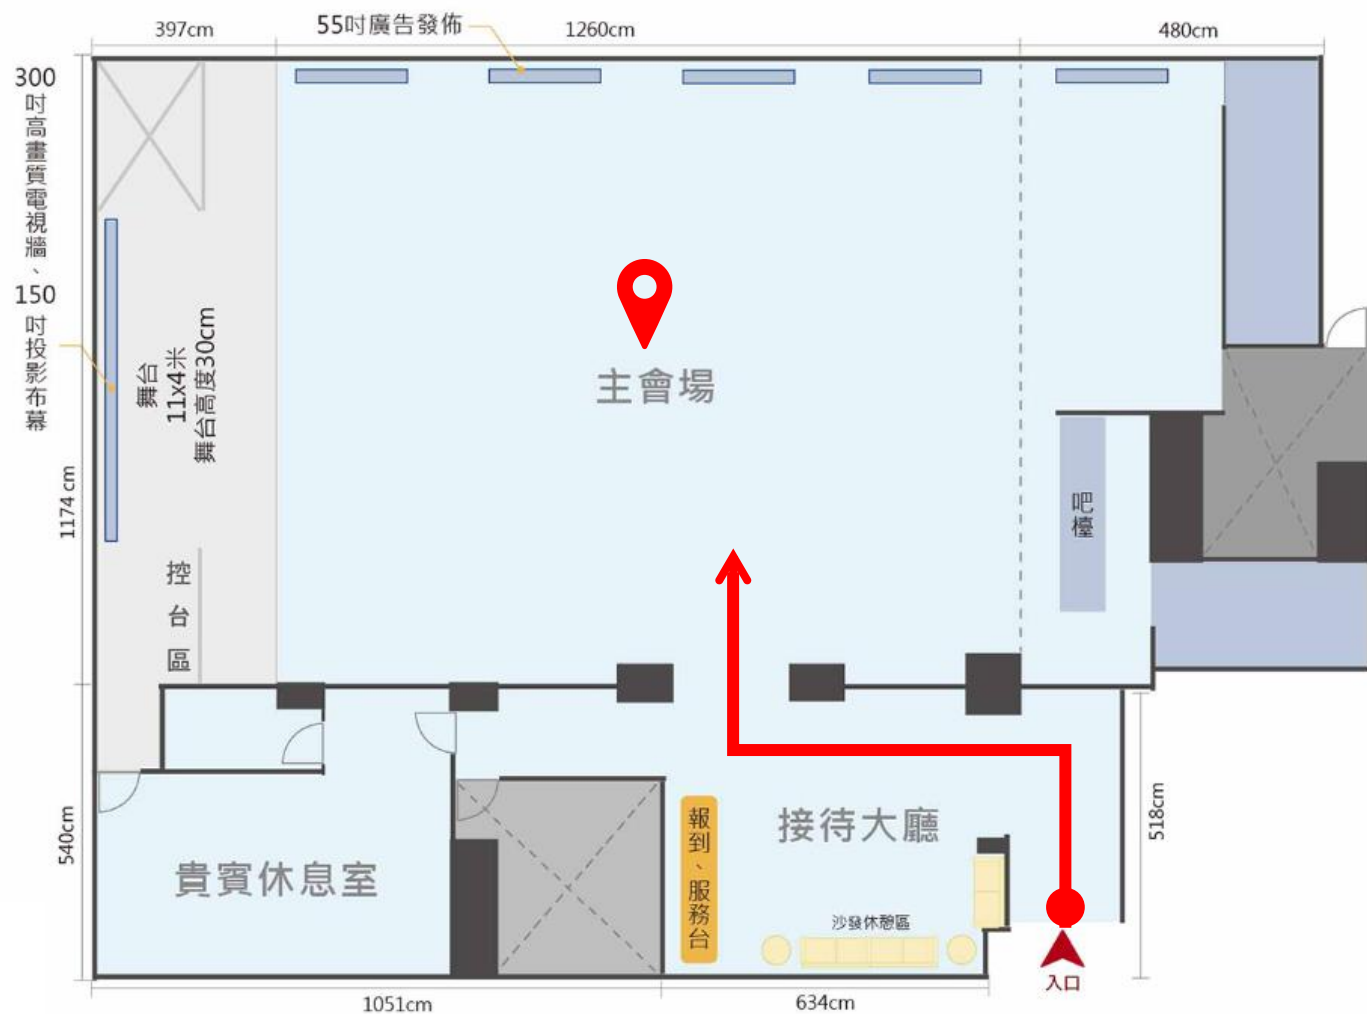 397cm
55吋廣告發佈
1260cm
480cm
300
吋高畫質電視牆、
150
吋投影布幕
舞台
11x4米
舞台高度30cm
主會場
1174 cm
控台區
吧檯
540cm
貴賓休息室
報到、服務台
接待大廳
沙發休憩區
518cm
入口
1051cm
634cm